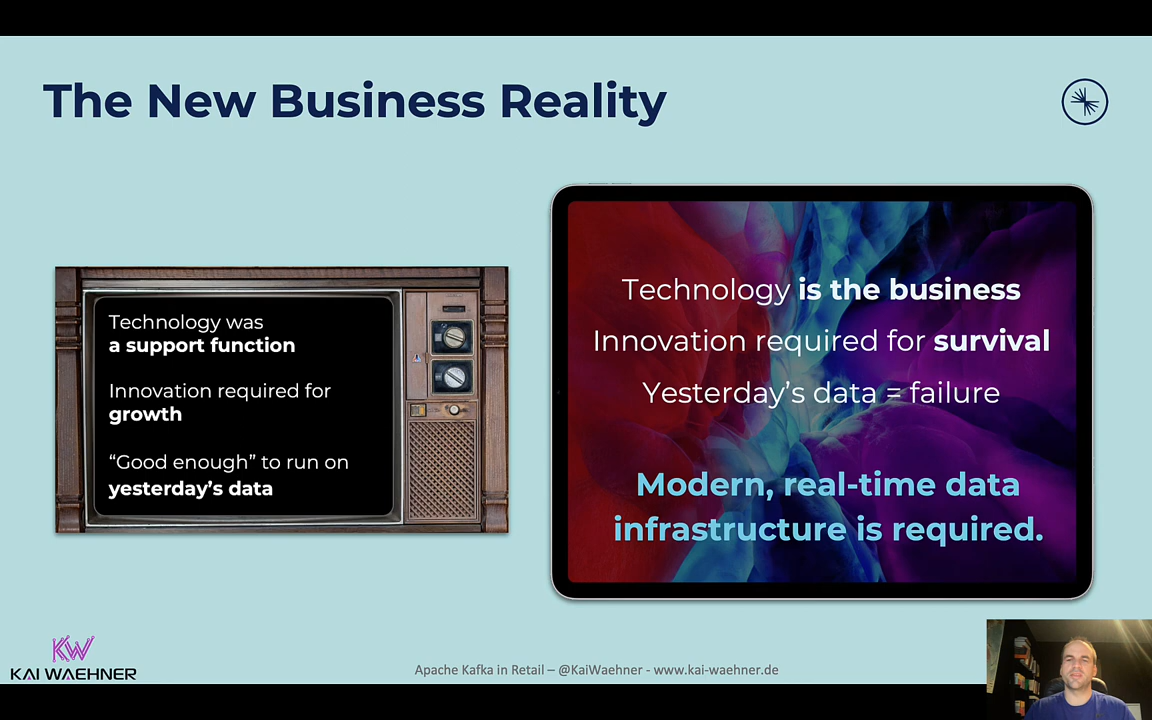 The New Business Reality
Technology was
a support function
Innovation required for
growth
“Good enough” to run on
yesterday’s data
Technology is the business
Innovation required for survival
Yesterday’s data = failure
Modern, real-time data
infrastructure is required.
KW
KAI WAEHNER
Apache Kafka in Retail – @KaiWaehner - www.kai-waehner.de